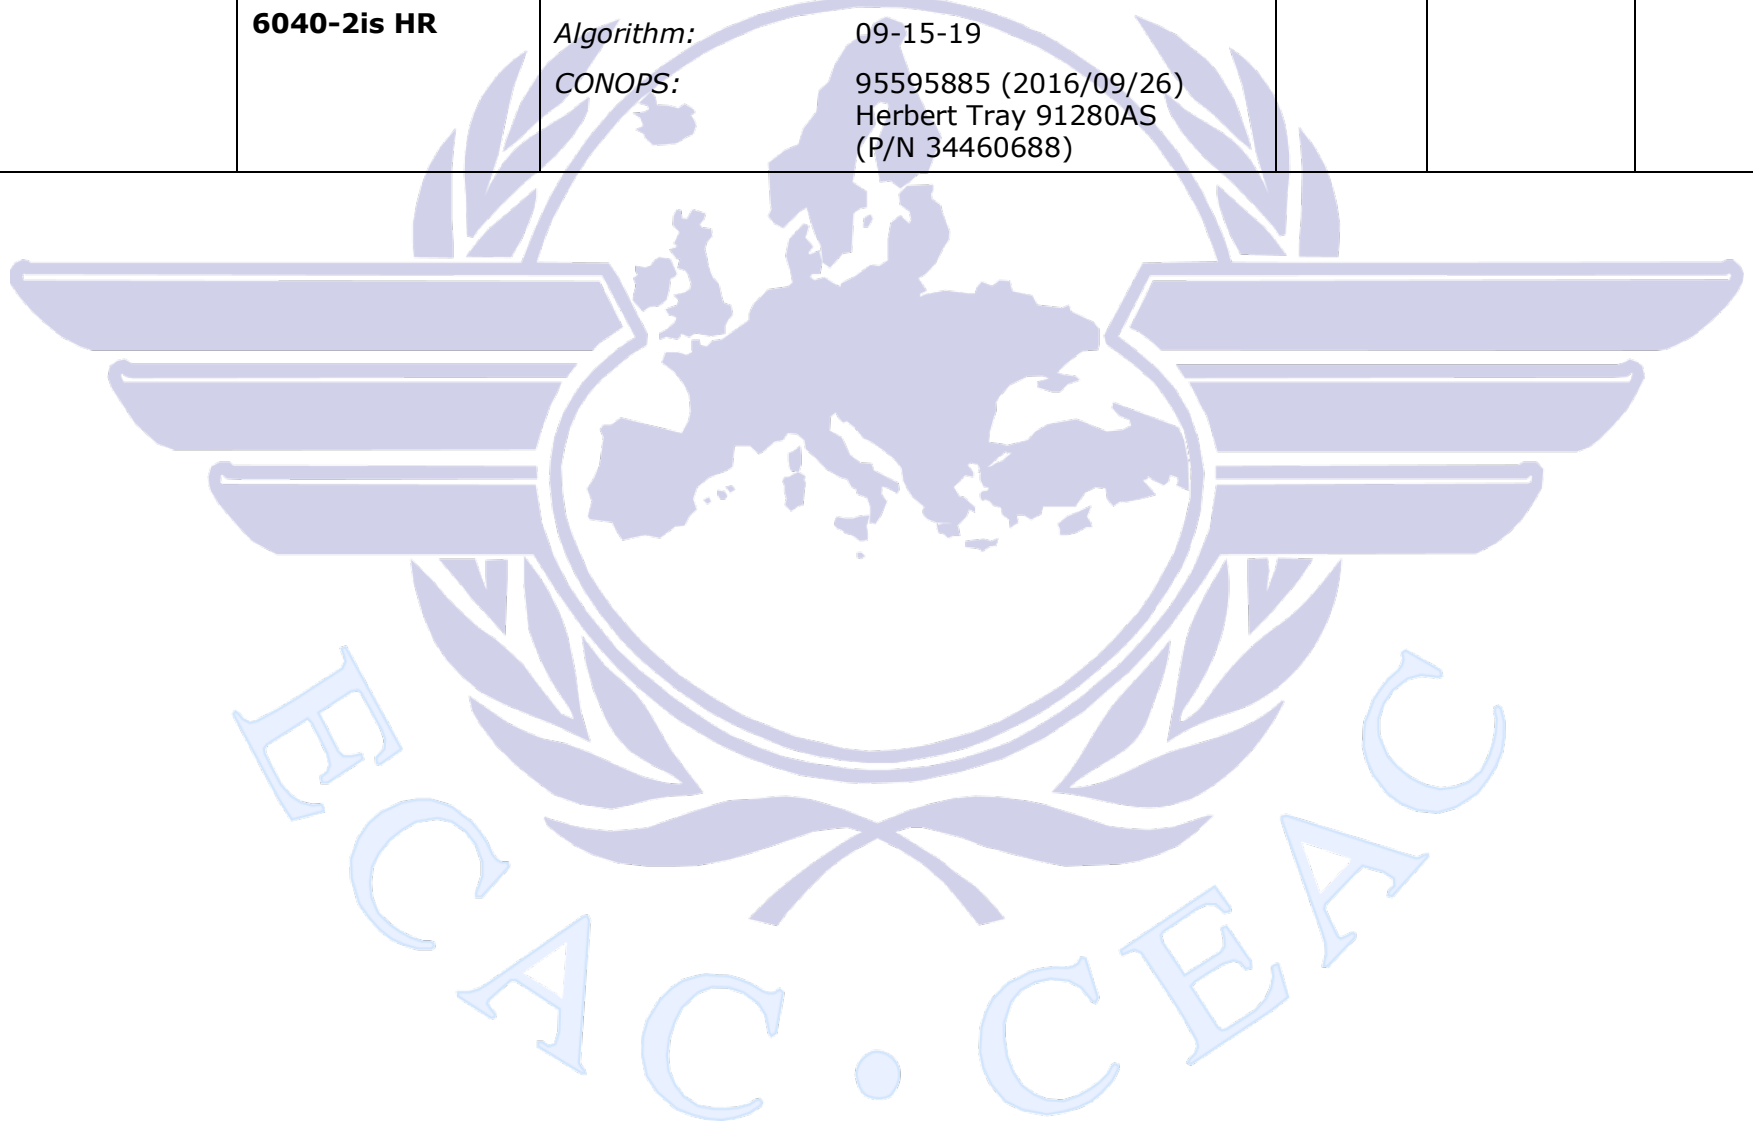 6040-2is HR
Algorithm: 09-15-19
CONOPS: 95595885 (2016/09/26)
Herbert Tray 91280AS
(P/N 34460688)
ECAC·CEAC